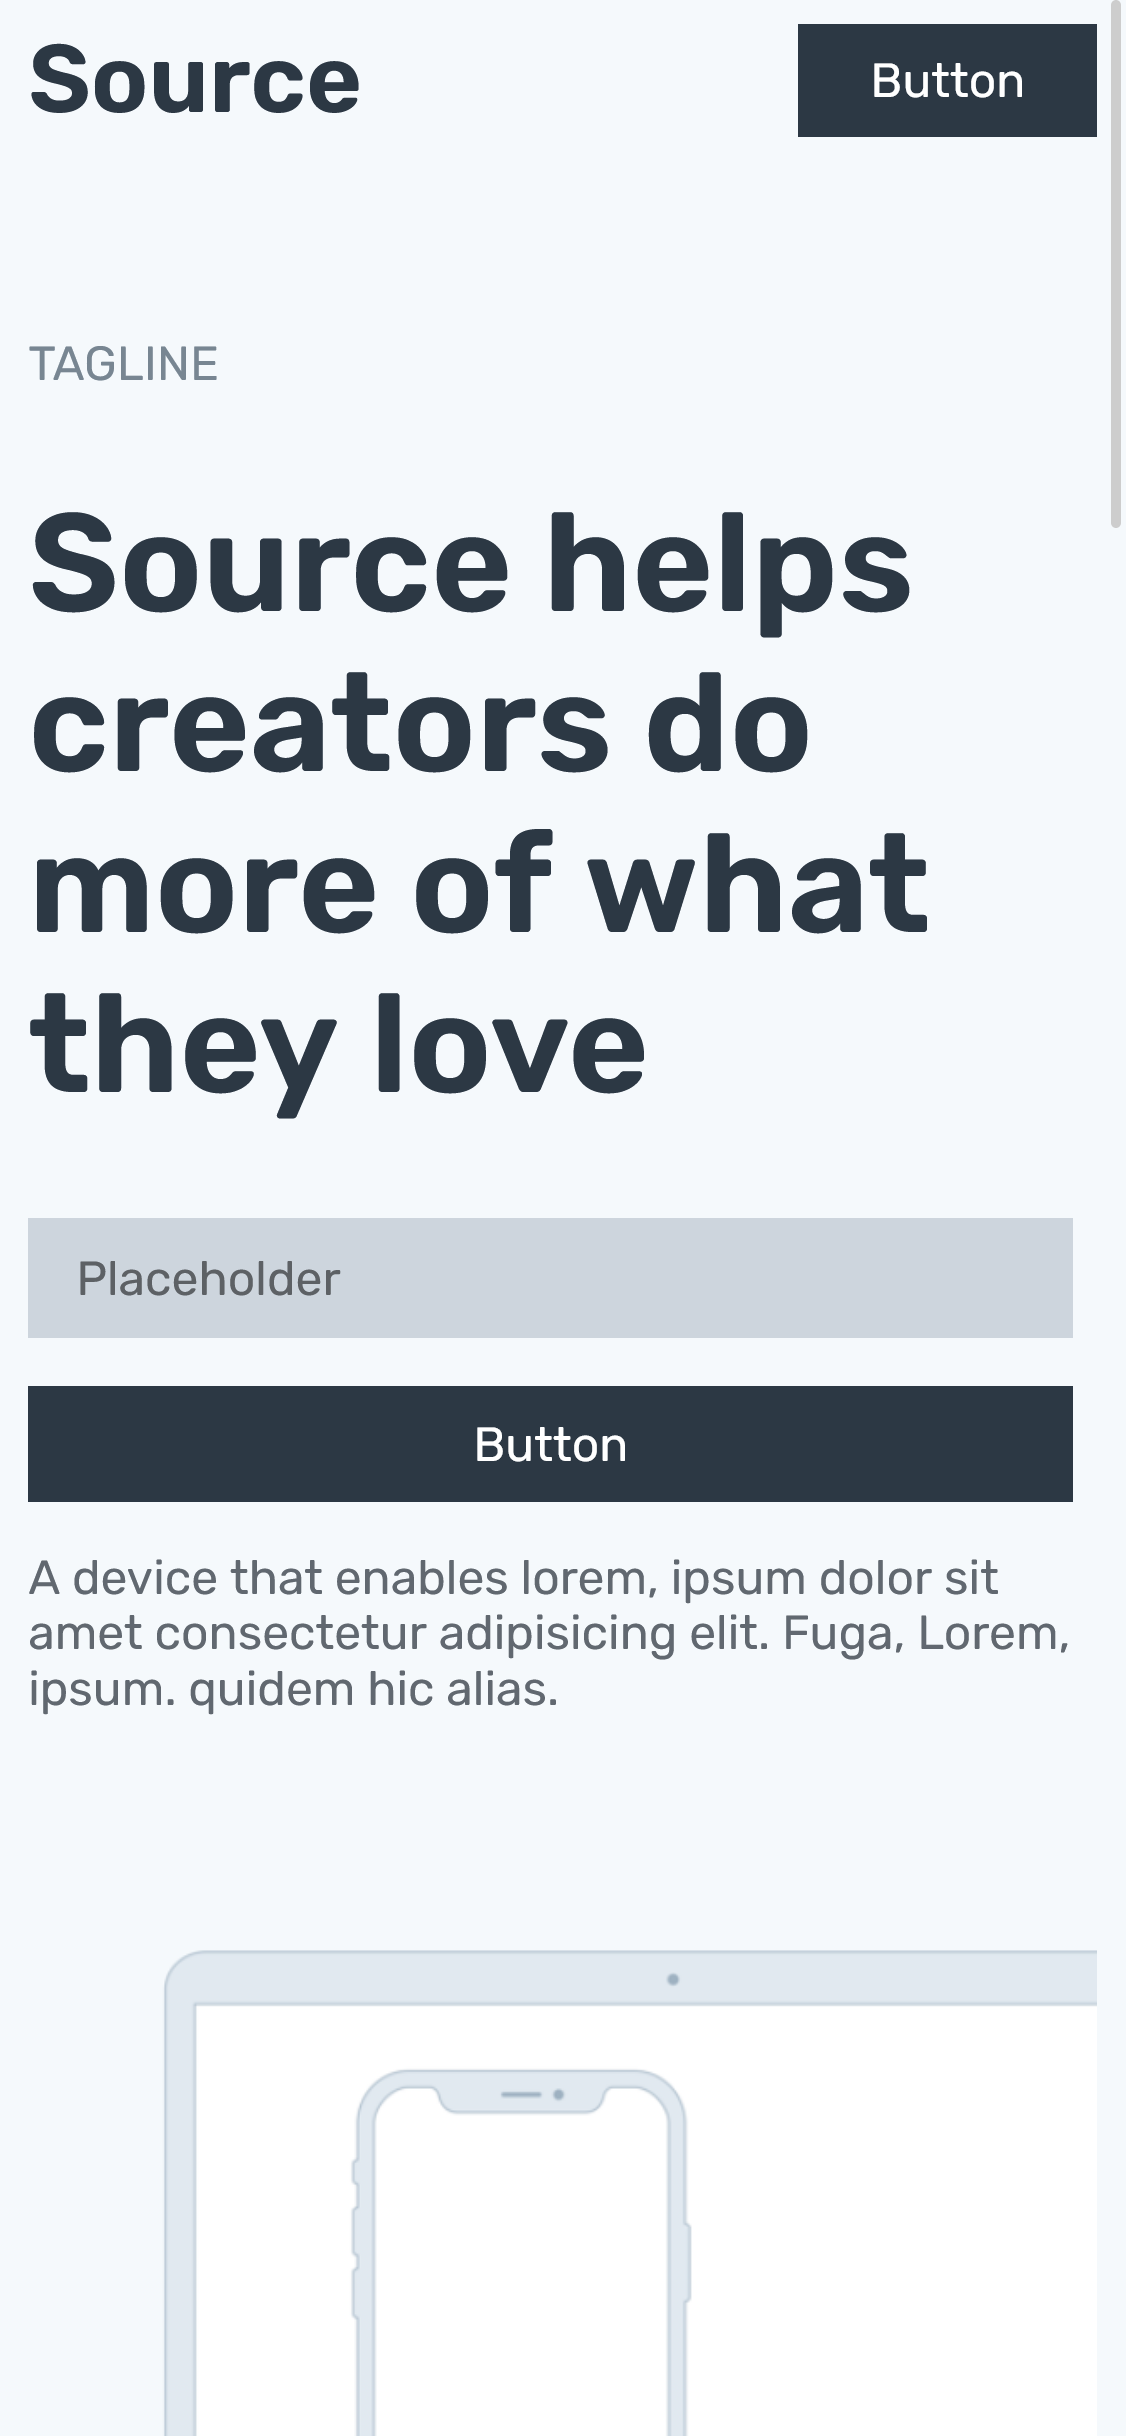 Source
Button
TAGLINE
Source helps
creators do
more of what
they love
Placeholder
Button
A device that enables lorem, ipsum dolor sit
amet consectetur adipisicing elit. Fuga, Lorem,
ipsum. quidem hic alias.